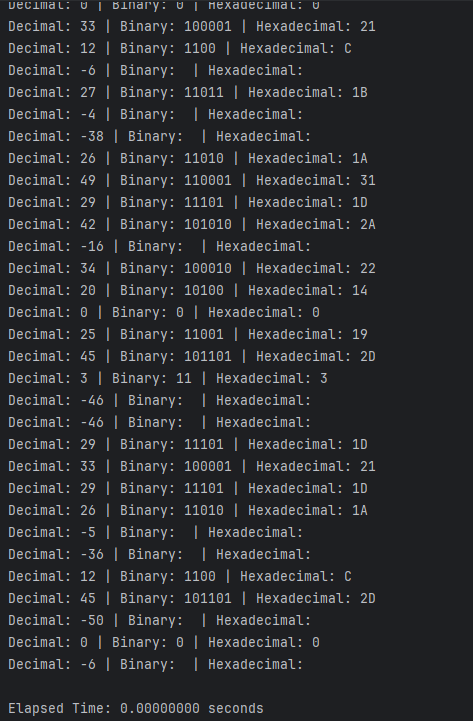 Decimal: 0 | Binary: 0 | Hexadecimal: 0
Decimal: 33 | Binary: 100001 | Hexadecimal: 21
Decimal: 12 | Binary: 1100 | Hexadecimal: C
Decimal: -6 | Binary:  | Hexadecimal:
Decimal: 27 | Binary: 11011 | Hexadecimal: 1B
Decimal: -4 | Binary:  | Hexadecimal:
Decimal: -38 | Binary:  | Hexadecimal:
Decimal: 26 | Binary: 11010 | Hexadecimal: 1A
Decimal: 49 | Binary: 110001 | Hexadecimal: 31
Decimal: 29 | Binary: 11101 | Hexadecimal: 1D
Decimal: 42 | Binary: 101010 | Hexadecimal: 2A
Decimal: -16 | Binary:  | Hexadecimal:
Decimal: 34 | Binary: 100010 | Hexadecimal: 22
Decimal: 20 | Binary: 10100 | Hexadecimal: 14
Decimal: 0 | Binary: 0 | Hexadecimal: 0
Decimal: 25 | Binary: 11001 | Hexadecimal: 19
Decimal: 45 | Binary: 101101 | Hexadecimal: 2D
Decimal: 3 | Binary: 11 | Hexadecimal: 3
Decimal: -46 | Binary:  | Hexadecimal:
Decimal: -46 | Binary:  | Hexadecimal:
Decimal: 29 | Binary: 11101 | Hexadecimal: 1D
Decimal: 33 | Binary: 100001 | Hexadecimal: 21
Decimal: 29 | Binary: 11101 | Hexadecimal: 1D
Decimal: 26 | Binary: 11010 | Hexadecimal: 1A
Decimal: -5 | Binary:  | Hexadecimal:
Decimal: -36 | Binary:  | Hexadecimal:
Decimal: 12 | Binary: 1100 | Hexadecimal: C
Decimal: 45 | Binary: 101101 | Hexadecimal: 2D
Decimal: -50 | Binary:  | Hexadecimal:
Decimal: 0 | Binary: 0 | Hexadecimal: 0
Decimal: -6 | Binary:  | Hexadecimal:
Elapsed Time: 0.00000000 seconds